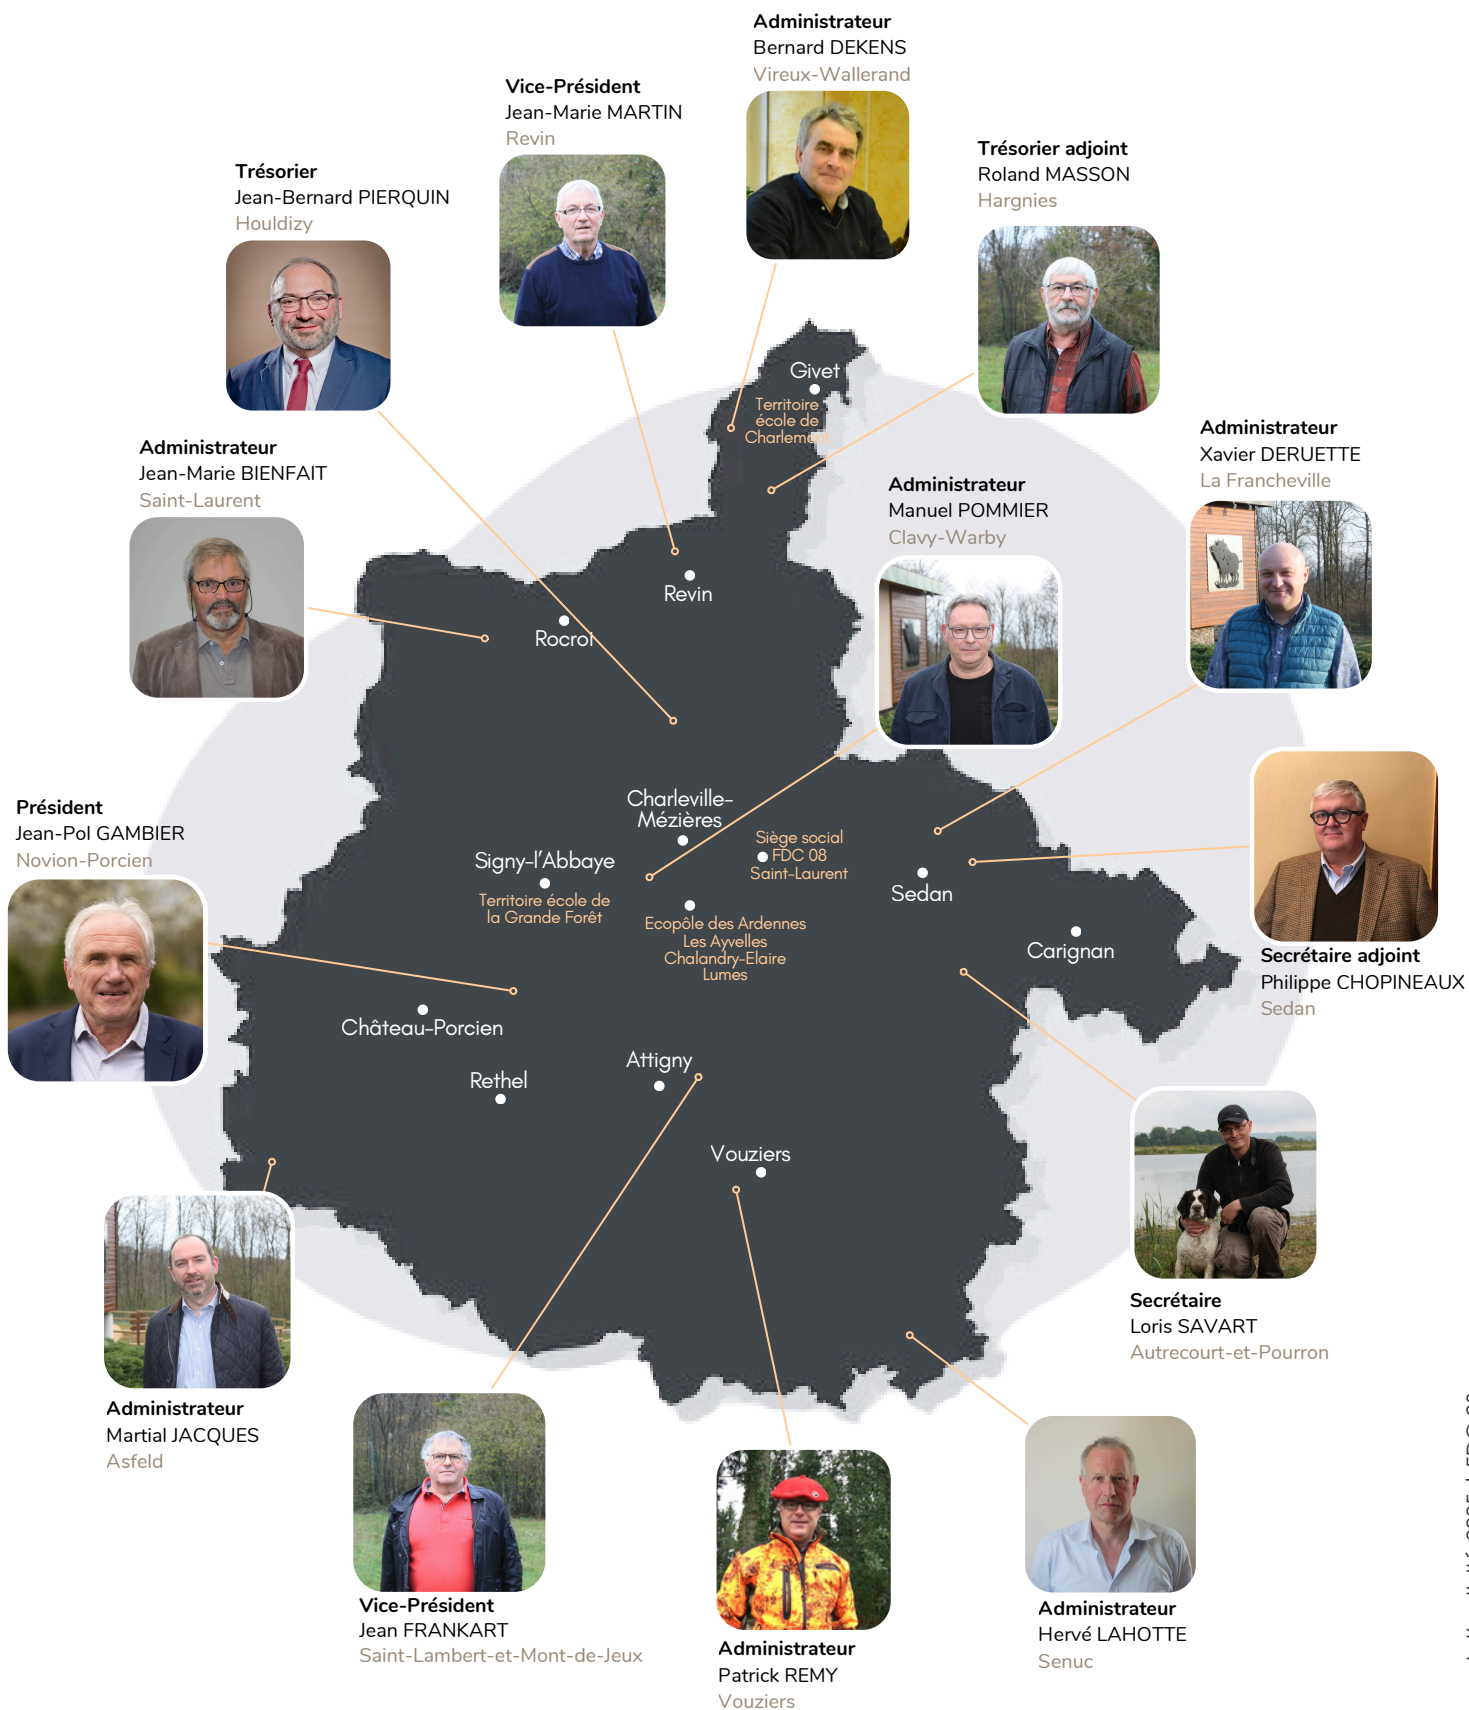 Administrateur
Bernard DEKENS
Vireux-Wallerand
Vice-Président
Jean-Marie MARTIN
Revin
Trésorier adjoint
Roland MASSON
Hargnies
Trésorier
Jean-Bernard PIERQUIN
Houldizy
Administrateur
Jean-Marie BIENFAIT
Saint-Laurent
Administrateur
Xavier DERUETTE
La Francheville
Administrateur
Manuel POMMIER
Clavy-Warby
Givet
Territoire
école de
Revin
Rocroi
Charleville-
Mézières
Siège social
FDC 08
Saint-Laurent
Signy-l'Abbaye
Territoire école de
la Grande Forêt
Sedan
Ecopôle des Ardennes
Les Ayvelles
Chalandry-Elaire
Lumes
Carignan
Château-Porcien
Attigny
Rethel
Vouziers
Président
Jean-Pol GAMBIER
Novion-Porcien
Secrétaire adjoint
Philippe CHOPINEAUX
Sedan
Secrétaire
Loris SAVART
Autrecourt-et-Pourron
Administrateur
Martial JACQUES
Asfeld
Vice-Président
Jean FRANKART
Saint-Lambert-et-Mont-de-Jeux
Administrateur
Patrick REMY
Vouziers
Administrateur
Hervé LAHOTTE
Senuc